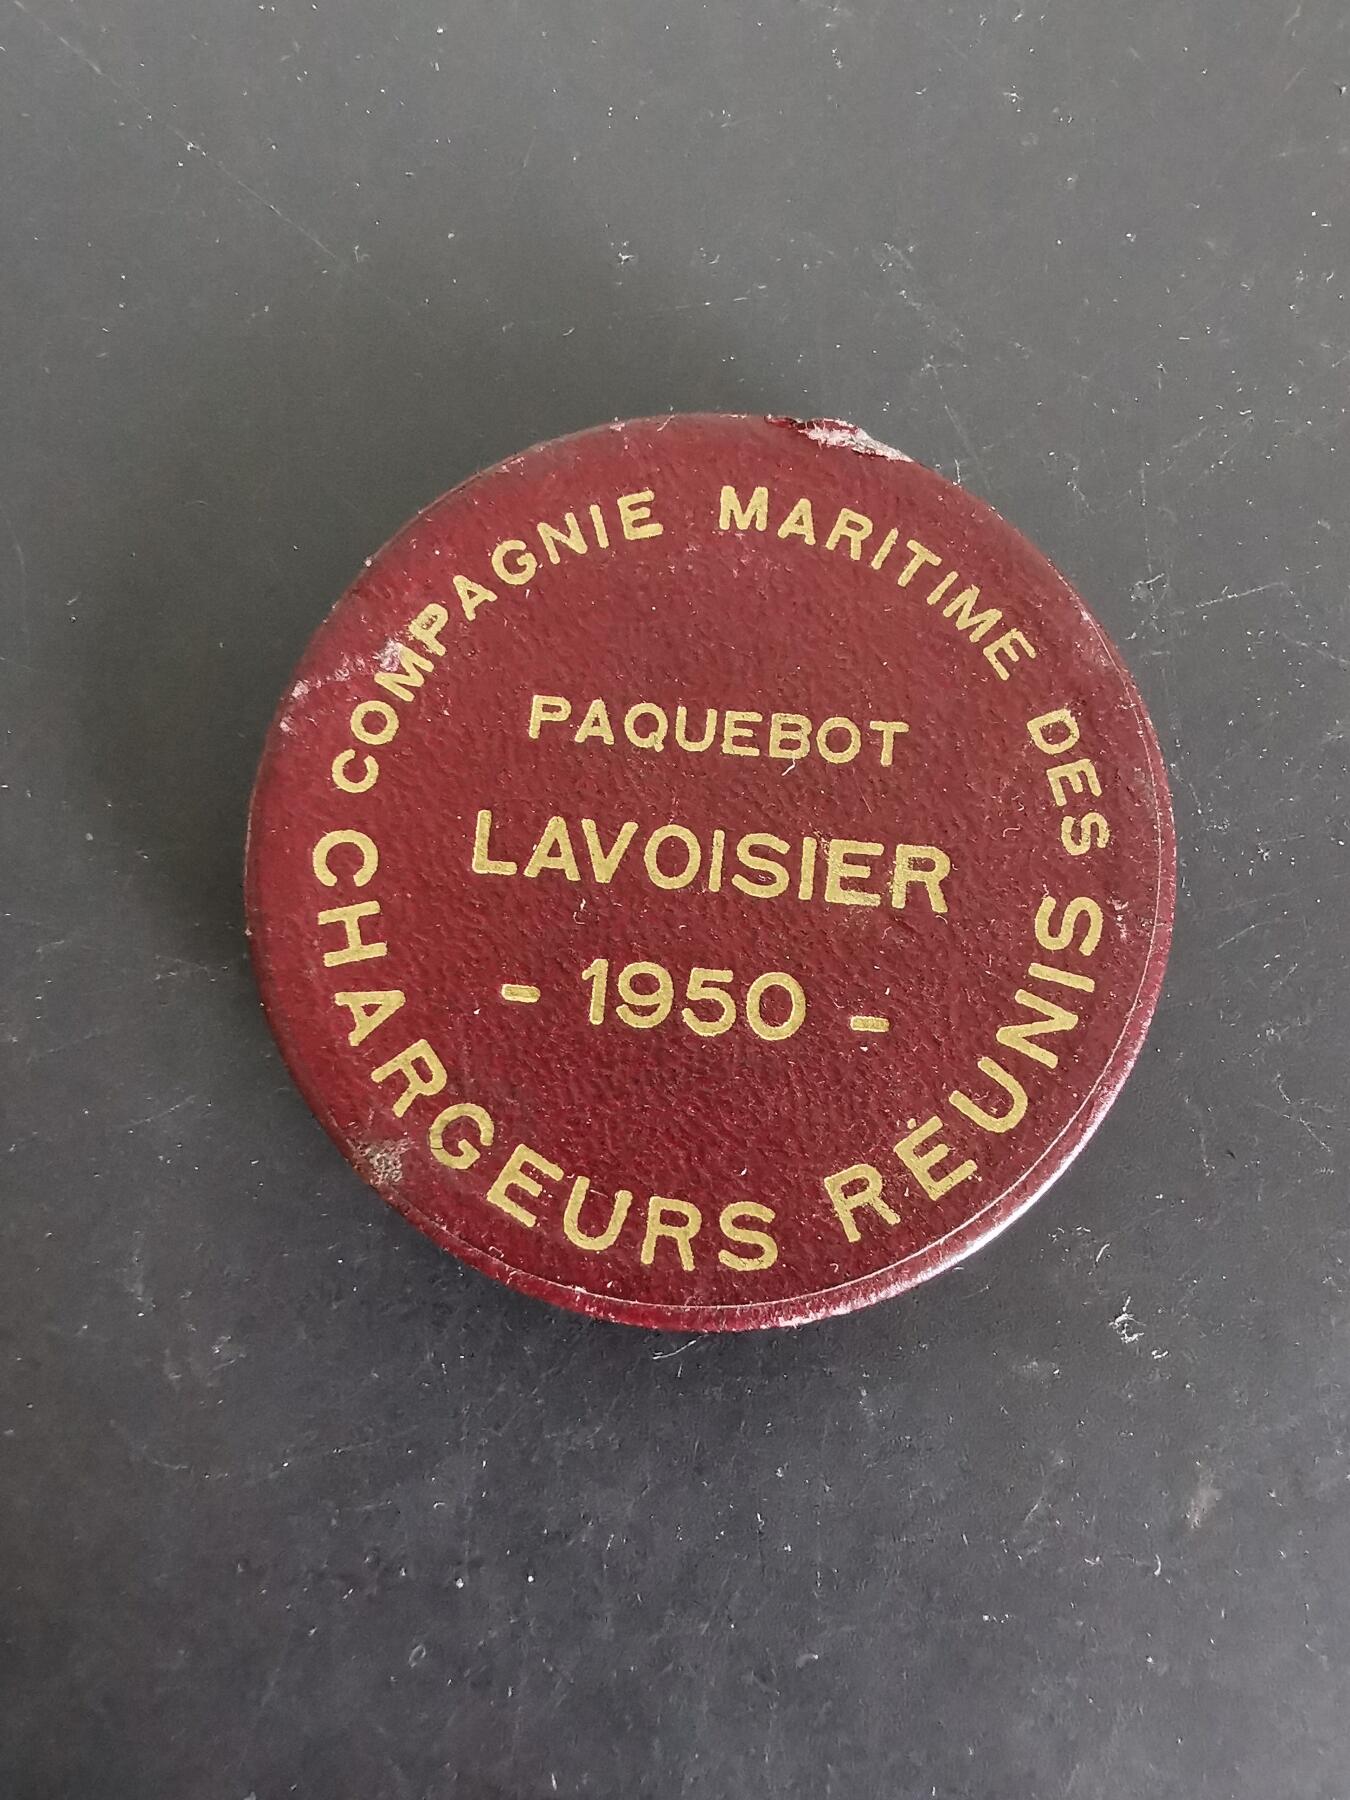 COMPAGNIE MARITIME DES
CHARGEURS RÉUNIS
PAQUEBOT
LAVOISIER
- 1950 -